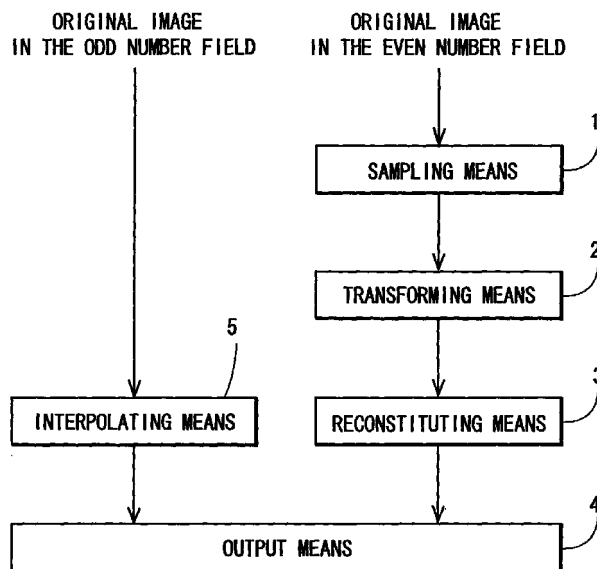 ORIGINAL IMAGE
IN THE ODD NUMBER FIELD
ORIGINAL IMAGE
IN THE EVEN NUMBER FIELD
1
SAMPLING MEANS
2
TRANSFORMING MEANS
5
INTERPOLATING MEANS
3
RECONSTITUTING MEANS
4
OUTPUT MEANS